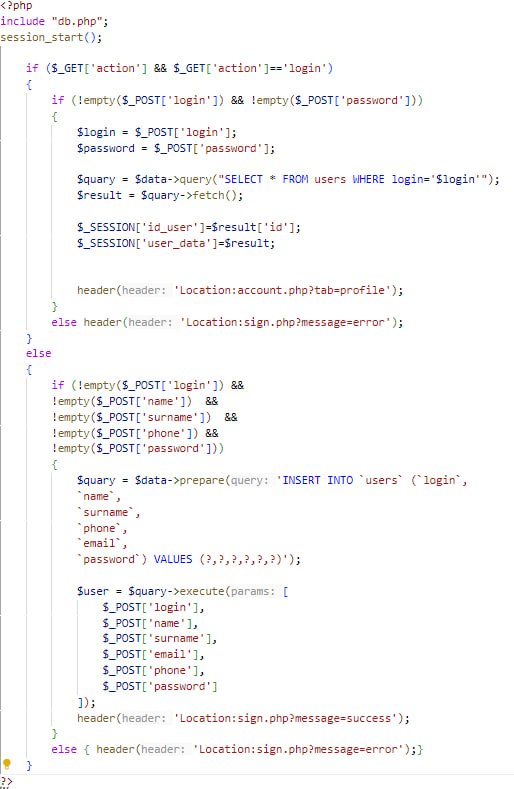 <?php
include "db.php";
session_start();
if ($_GET['action'] && $_GET['action']=='login')
{
if (!empty($_POST['login']) && !empty($_POST['password']))
{
$login = $_POST['login'];
$password = $_POST['password'];
$quary = $data->query("SELECT * FROM users WHERE login='$login'");
$result = $quary->fetch();
$_SESSION['id_user']=$result['id'];
$_SESSION['user_data']=$result;
header(header: 'Location:account.php?tab=profile');
}
else header(header: 'Location:sign.php?message=error');
}
else
{
if (!empty($_POST['login']) &&
!empty($_POST['name'])  &&
!empty($_POST['surname'])  &&
!empty($_POST['phone']) &&
!empty($_POST['password']))
{
$quary = $data->prepare(query: 'INSERT INTO `users` (`login`,
`name`,
`surname`,
`phone`,
`email`,
`password`) VALUES (?,?,?,?,?,?)');
$user = $quary->execute(params: [
$_POST['login'],
$_POST['name'],
$_POST['surname'],
$_POST['email'],
$_POST['phone'],
$_POST['password']
]);
header(header: 'Location:sign.php?message=success');
}
else { header(header: 'Location:sign.php?message=error');}
}
?>